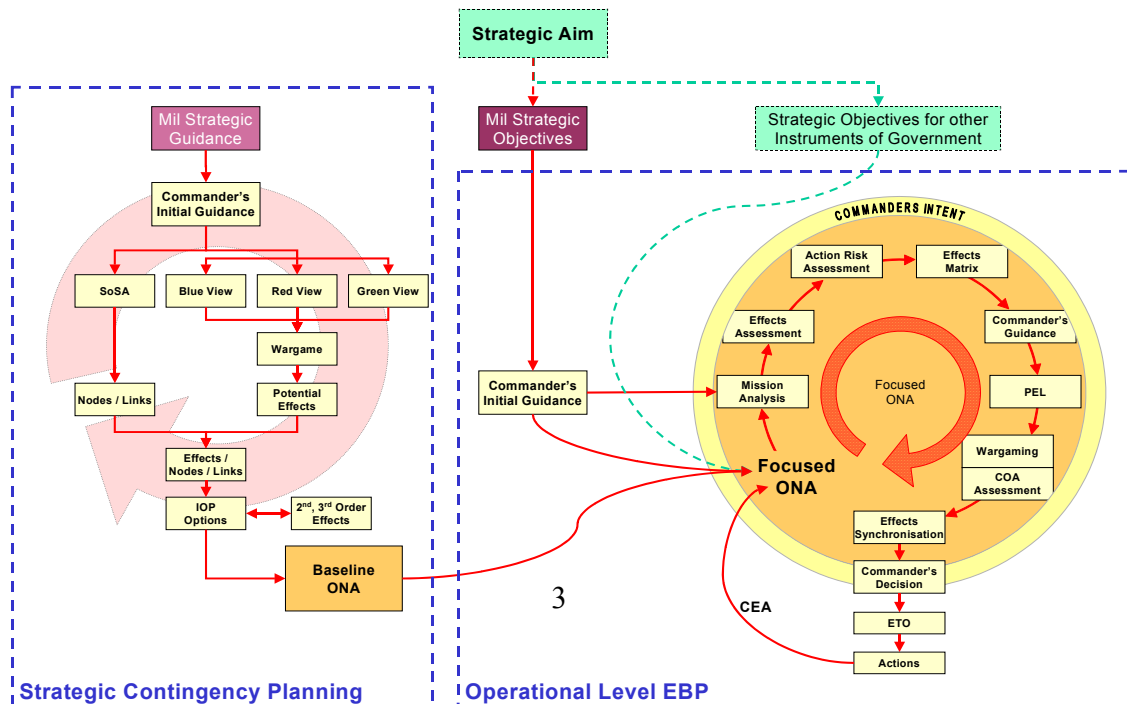 Strategic Aim
Mil Strategic
Guidance
Mil Strategic
Objectives
Strategic Objectives for other
Instruments of Government
Commander's
Initial Guidance
SoSA
Blue View
Red View
Green View
Wargame
Nodes / Links
Potential
Effects
Effects /
Nodes / Links
IOP
Options
2nd, 3rd Order
Effects
Baseline
ONA
Strategic Contingency Planning
Commander's
Initial Guidance
COMMANDERS INTENT
Action Risk
Assessment
Effects
Matrix
Effects
Assessment
Commander's
Guidance
Mission
Analysis
Focused
ONA
PEL
Focused
ONA
Wargaming
COA
Assessment
Effects
Synchronisation
Commander's
Decision
3
CEA
ETO
Actions
Operational Level EBP